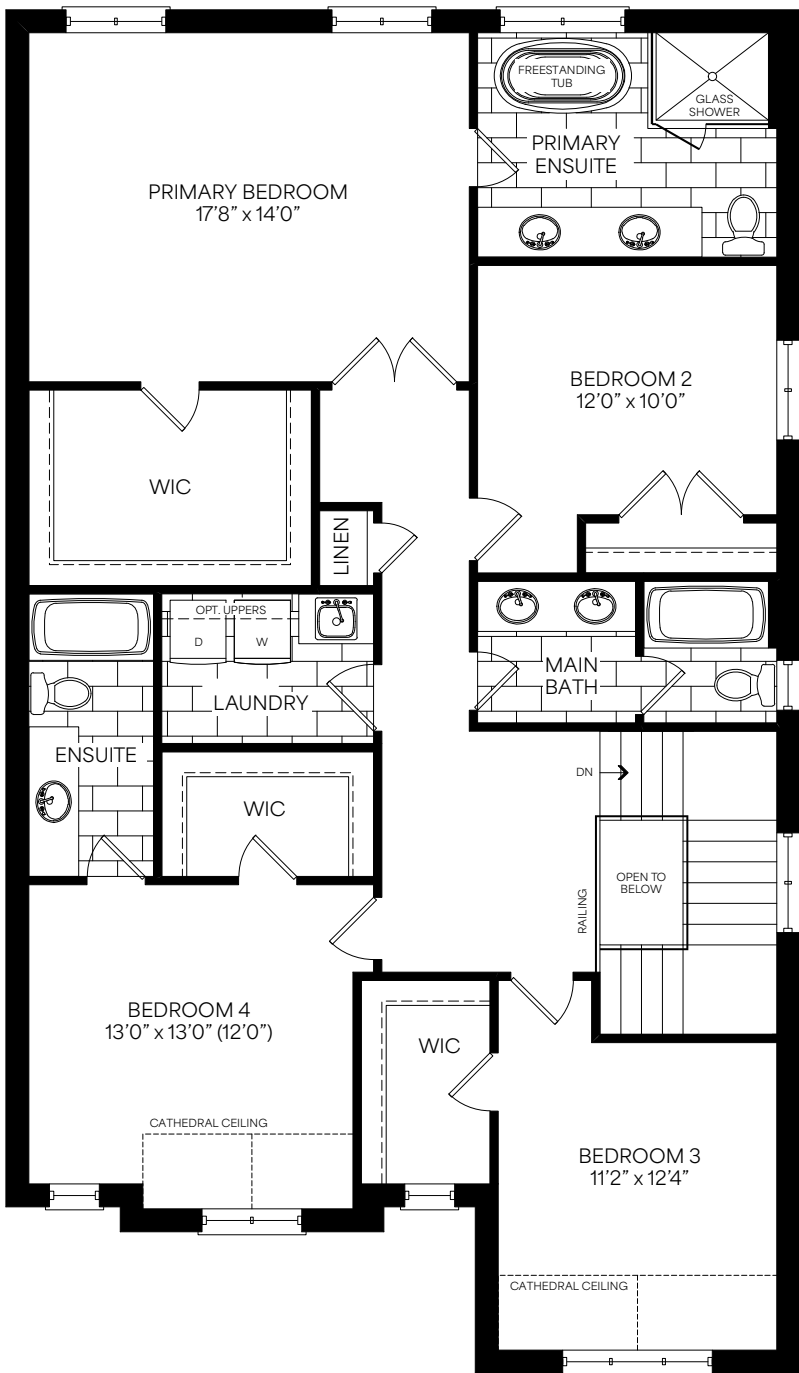 FREESTANDING
TUB
GLASS
SHOWER
PRIMARY
ENSUITE
PRIMARY BEDROOM
17’8” x 14’0”
BEDROOM 2
12’0” x 10’0”
WIC
LINEN
OPT. UPPERS
D
W
LAUNDRY
MAIN
BATH
ENSUITE
WIC
DN
OPEN TO
BELOW
RAILING
BEDROOM 4
13’0” x 13’0” (12’0”)
CATHEDRAL CEILING
WIC
BEDROOM 3
11’2” x 12’4”
CATHEDRAL CEILING